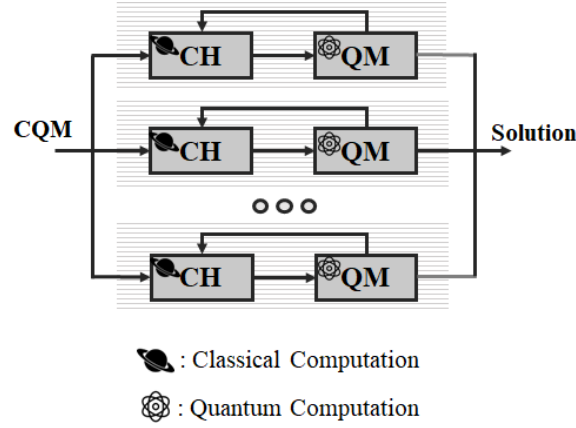 CH QM
CQM
CH QM
Solution
CH QM
: Classical Computation
: Quantum Computation